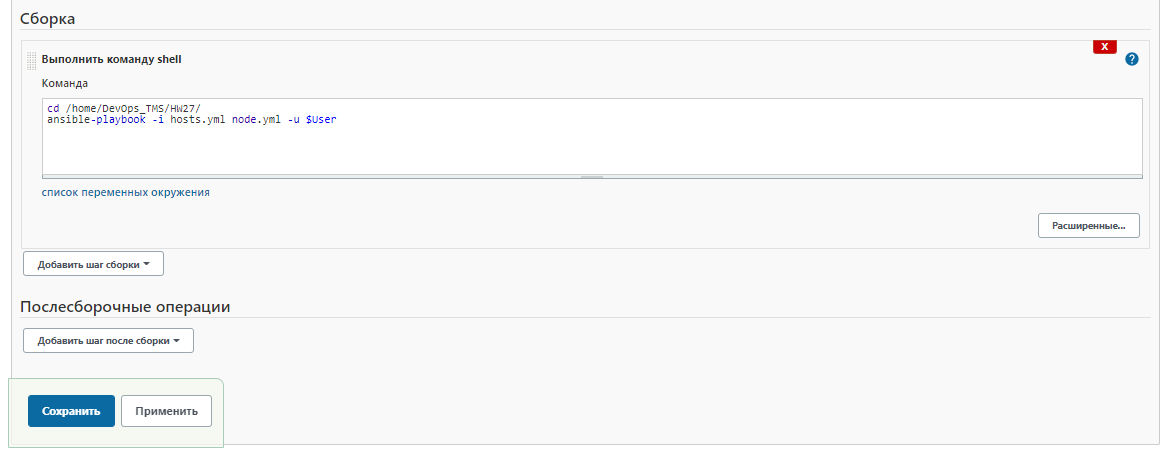 Сборка
X
Выполнить команду shell
?
Команда
cd /home/DevOps_TMS/HW27/
ansible-playbook -i hosts.yml node.yml -u $User
список переменных окружения
Расширенные...
Добавить шаг сборки
Послесборочные операции
Добавить шаг после сборки
Сохранить
Применить